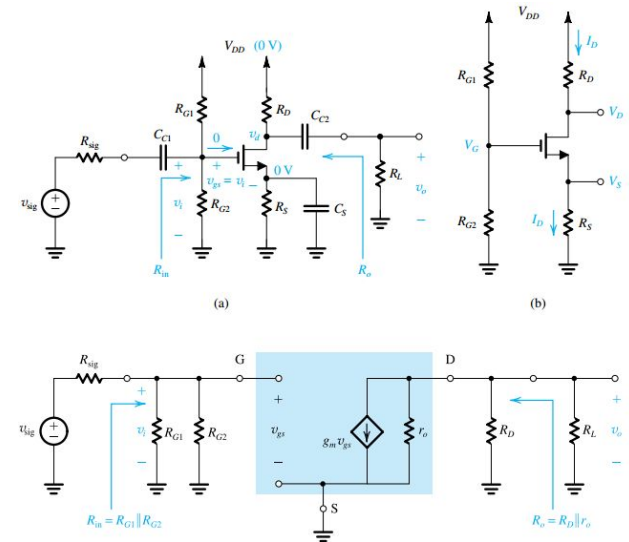 V_DD (0 V)
R_G1
R_D
C_C2
C_C1
0
v_d
R_sig
+
+
0 V
+
v_gs = v_i
−
R_L
v_sig
+
−
v_i
R_G2
R_S
C_S
v_o
−
−
R_in
R_o
(a)
V_DD
I_D
R_G1
R_D
V_D
V_G
V_S
R_G2
I_D
R_S
(b)
R_sig
G
D
+
+
+
v_sig
+
−
v_i
R_G1
R_G2
v_gs
g_m v_gs
r_o
R_D
R_L
v_o
−
−
−
S
R_in = R_G1 || R_G2
R_o = R_D || r_o